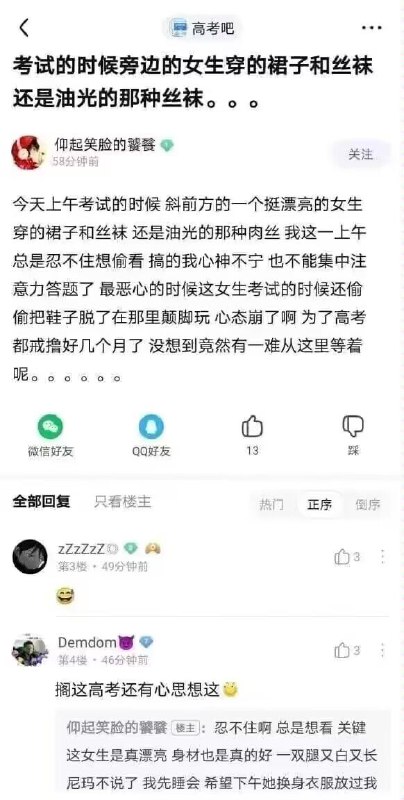 高考吧
考试的时候旁边的女生穿的裙子和丝袜
还是油光的那种丝袜。。。
仰起笑脸的饕餮
58分钟前
关注
今天上午考试的时候 斜前方的一个挺漂亮的女生
穿的裙子和丝袜 还是油光的那种肉丝 我这一上午
总是忍不住想偷看 搞的我心神不宁 也不能集中注
意力答题了 最恶心的时候这女生考试的时候还偷
偷把鞋子脱了在那里颠脚玩 心态崩了啊 为了高考
都戒撸好几个月了 没想到竟然有一难从这里等着
呢。。。。。。
微信好友
QQ好友
13
踩
全部回复
只看楼主
热门
正序
倒序
zZzZzZ◎
3
第3楼 · 49分钟前
😅
Demdom😈
3
第4楼 · 46分钟前
搁这高考还有心思想这
仰起笑脸的饕餮 楼主：忍不住啊 总是想看 关键
这女生是真漂亮 身材也是真的好 一双腿又白又长
尼玛不说了 我先睡会 希望下午她换身衣服放过我